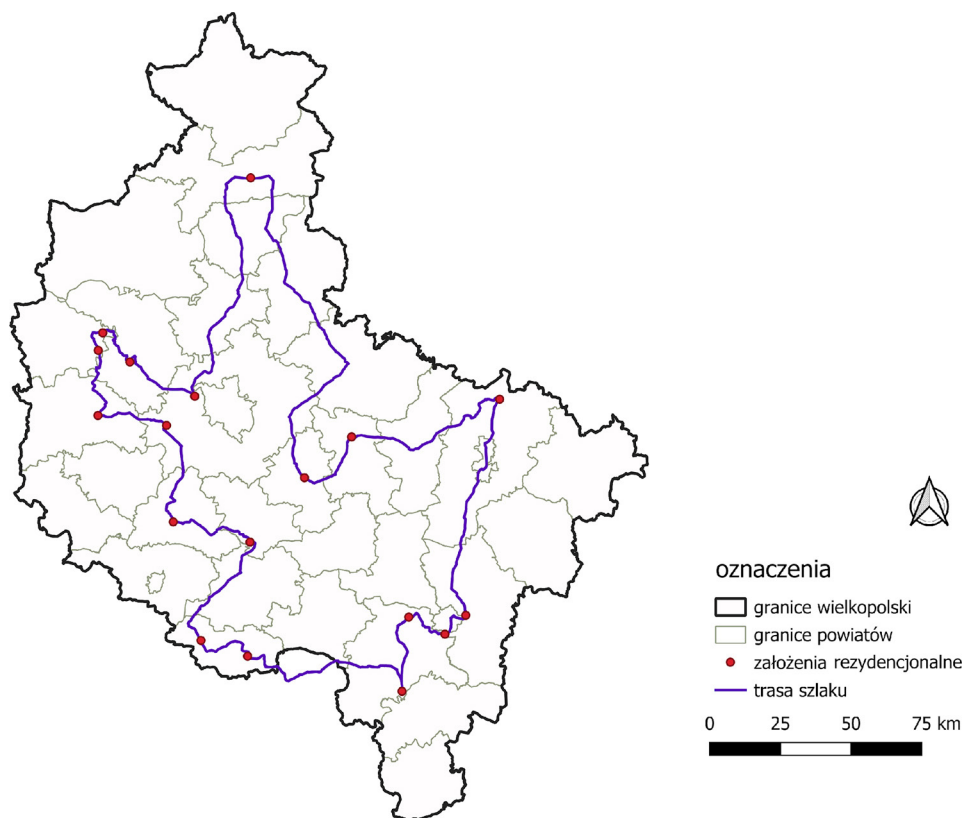 oznaczenia
granice wielkopolski
granice powiatów
założenia rezydencjonalne
trasa szlaku
0 25 50 75 km